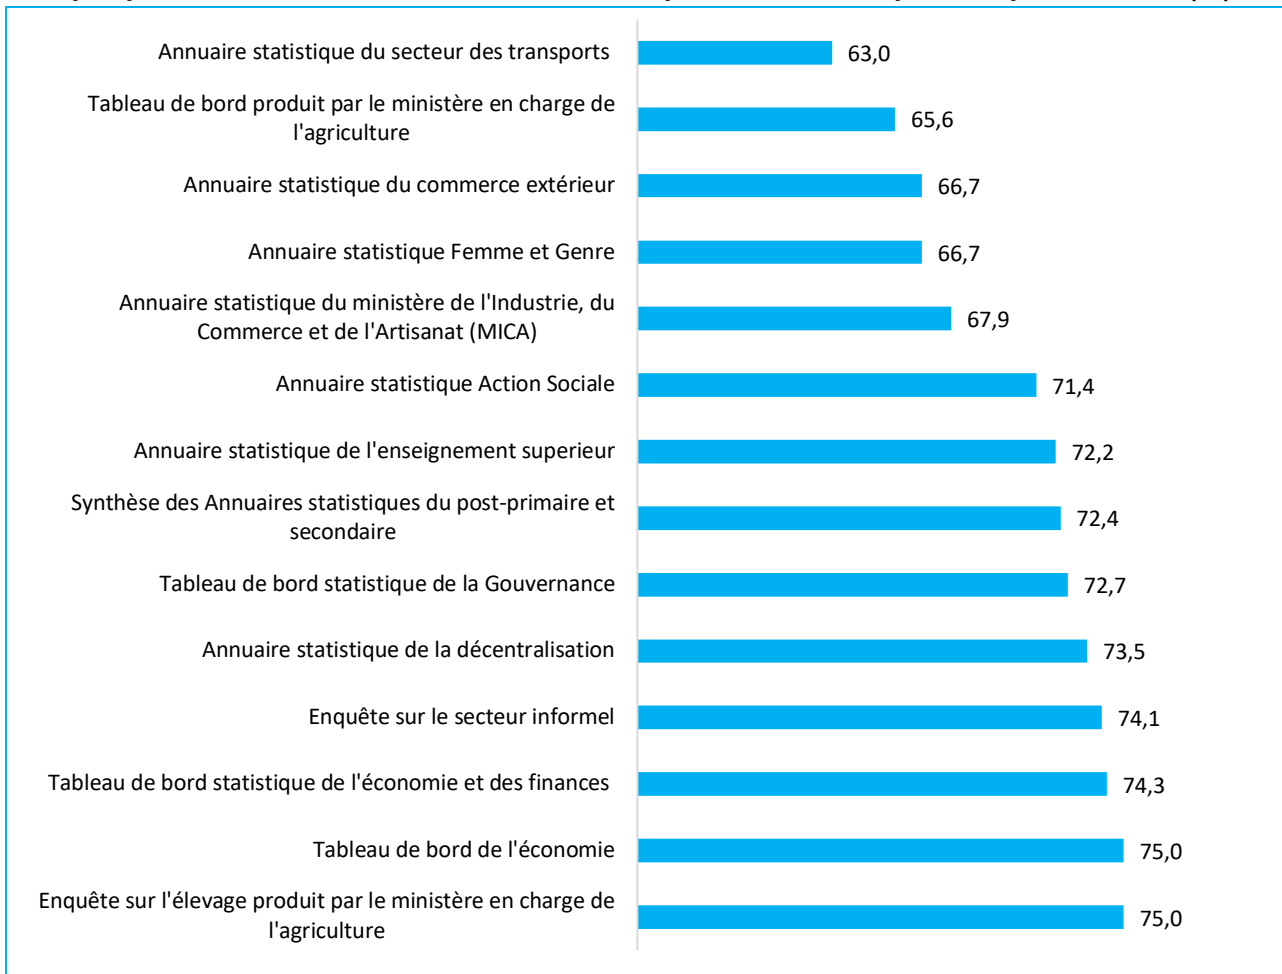 Annuaire statistique du secteur des transports
63,0
Tableau de bord produit par le ministère en charge de
l'agriculture
65,6
Annuaire statistique du commerce extérieur
66,7
Annuaire statistique Femme et Genre
66,7
Annuaire statistique du ministère de l'Industrie, du
Commerce et de l'Artisanat (MICA)
67,9
Annuaire statistique Action Sociale
71,4
Annuaire statistique de l'enseignement superieur
72,2
Synthèse des Annuaires statistiques du post-primaire et
secondaire
72,4
Tableau de bord statistique de la Gouvernance
72,7
Annuaire statistique de la décentralisation
73,5
Enquête sur le secteur informel
74,1
Tableau de bord statistique de l'économie et des finances
74,3
Tableau de bord de l'économie
75,0
Enquête sur l'élevage produit par le ministère en charge de
l'agriculture
75,0